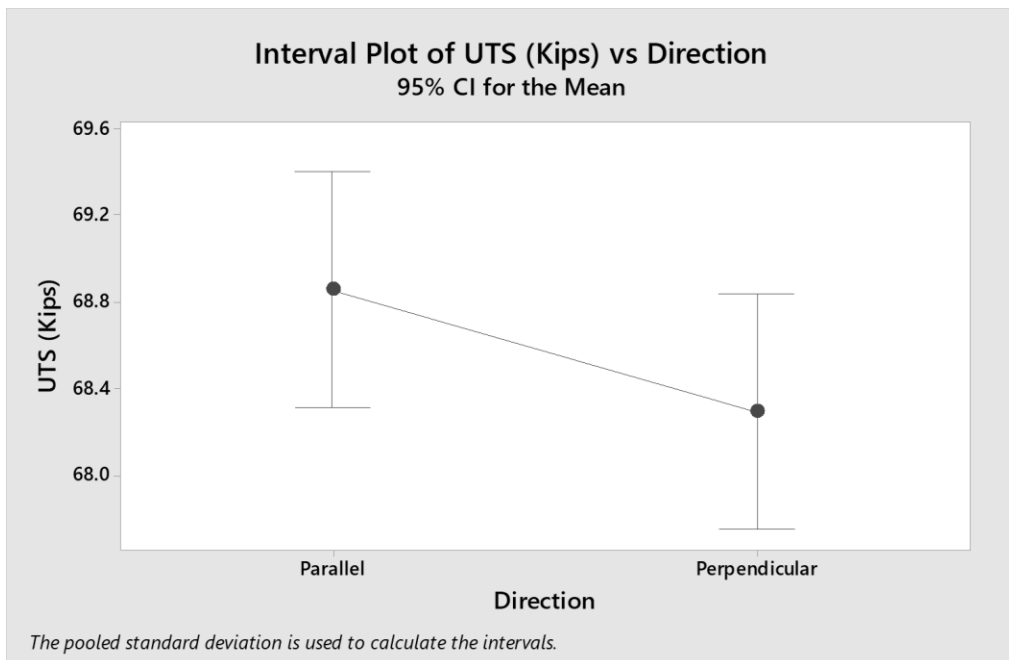 Interval Plot of UTS (Kips) vs Direction
95% CI for the Mean
69.6
69.2
68.8
68.4
68.0
UTS (Kips)
Parallel
Perpendicular
Direction
The pooled standard deviation is used to calculate the intervals.